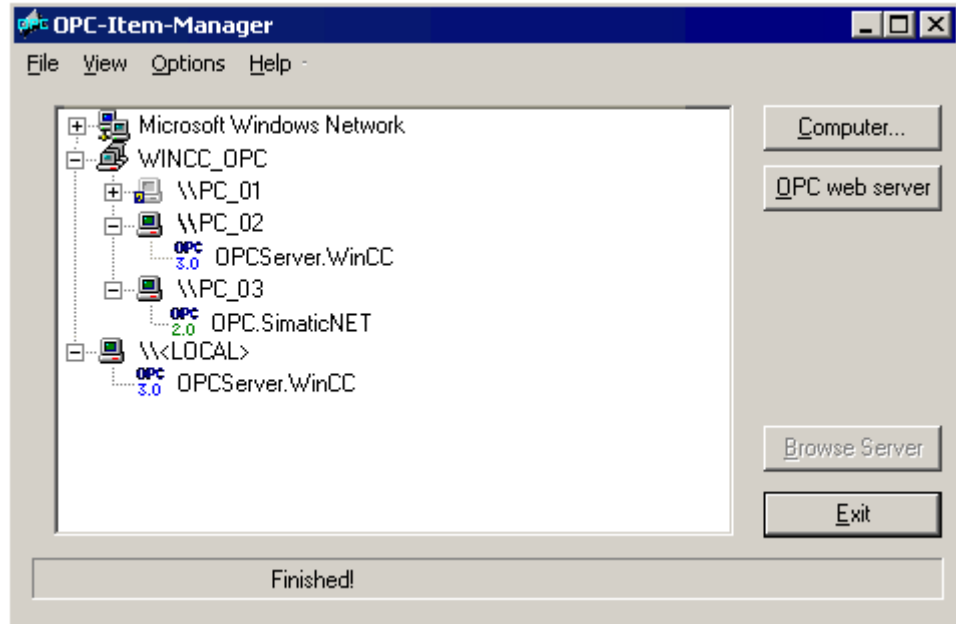 OPC OPC-Item-Manager
File View Options Help
Microsoft Windows Network
Computer...
WINCC_OPC
\\PC_01
OPC web server
\\PC_02
OPC 3.0 OPCServer.WinCC
\\PC_03
OPC 2.0 OPC.SimaticNET
\\<LOCAL>
OPC 3.0 OPCServer.WinCC
Browse Server
Exit
Finished!